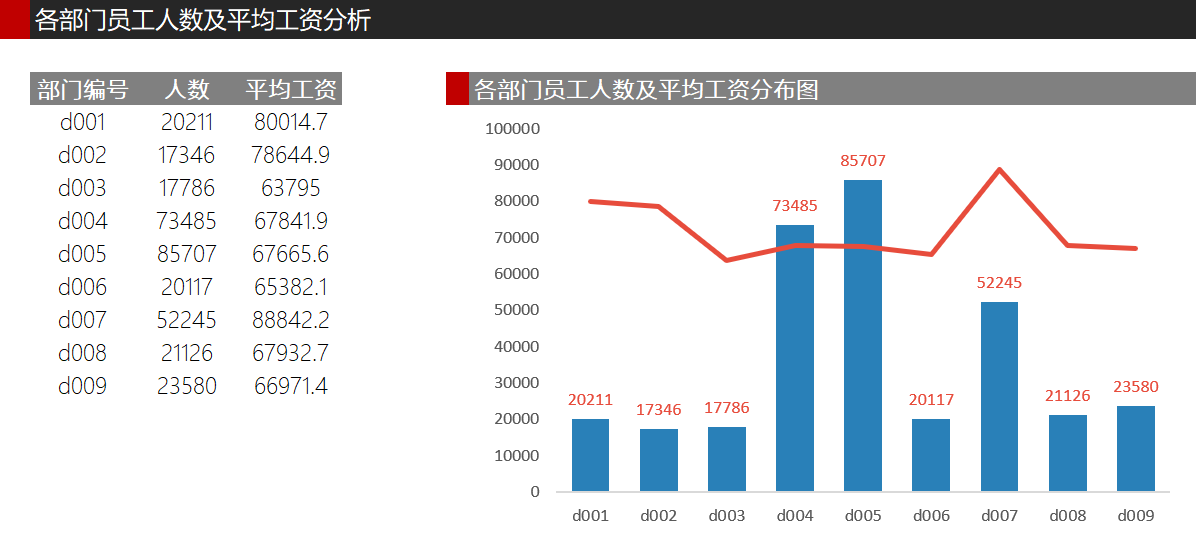 各部门员工人数及平均工资分析
部门编号 人数 平均工资
d001 20211 80014.7
d002 17346 78644.9
d003 17786 63795
d004 73485 67841.9
d005 85707 67665.6
d006 20117 65382.1
d007 52245 88842.2
d008 21126 67932.7
d009 23580 66971.4
各部门员工人数及平均工资分布图
100000
90000
80000
70000
60000
50000
40000
30000
20000
10000
0
20211 17346 17786 73485 85707 20117 52245 21126 23580
d001 d002 d003 d004 d005 d006 d007 d008 d009